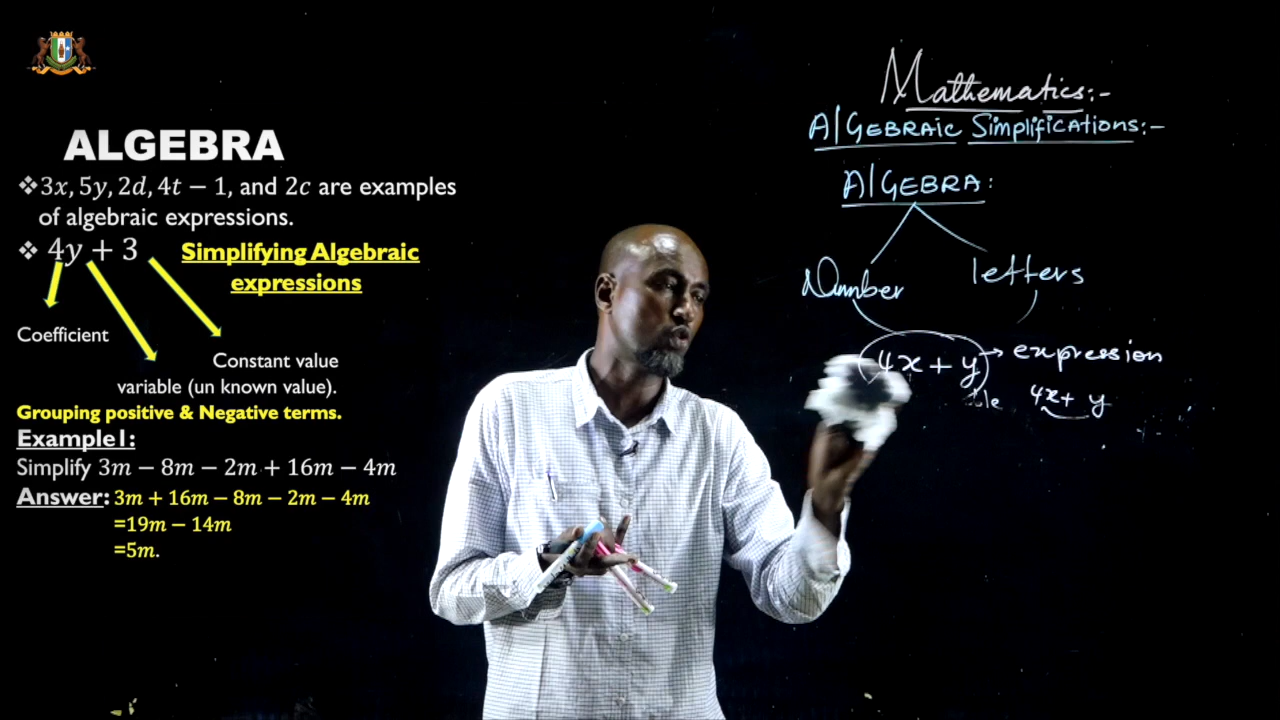 ALGEBRA
❖3x, 5y, 2d, 4t − 1, and 2c are examples
of algebraic expressions.
❖ 4y + 3
Simplifying Algebraic
expressions
Coefficient
Constant value
variable (un known value).
Grouping positive & Negative terms.
Example1:
Simplify 3m − 8m − 2m + 16m − 4m
Answer: 3m + 16m − 8m − 2m − 4m
=19m − 14m
=5m.
Mathematics:-
AlGEBRAiC SimplificATions:-
AlGEBRA:
Number
letters
4x + y → expression
4x+ y